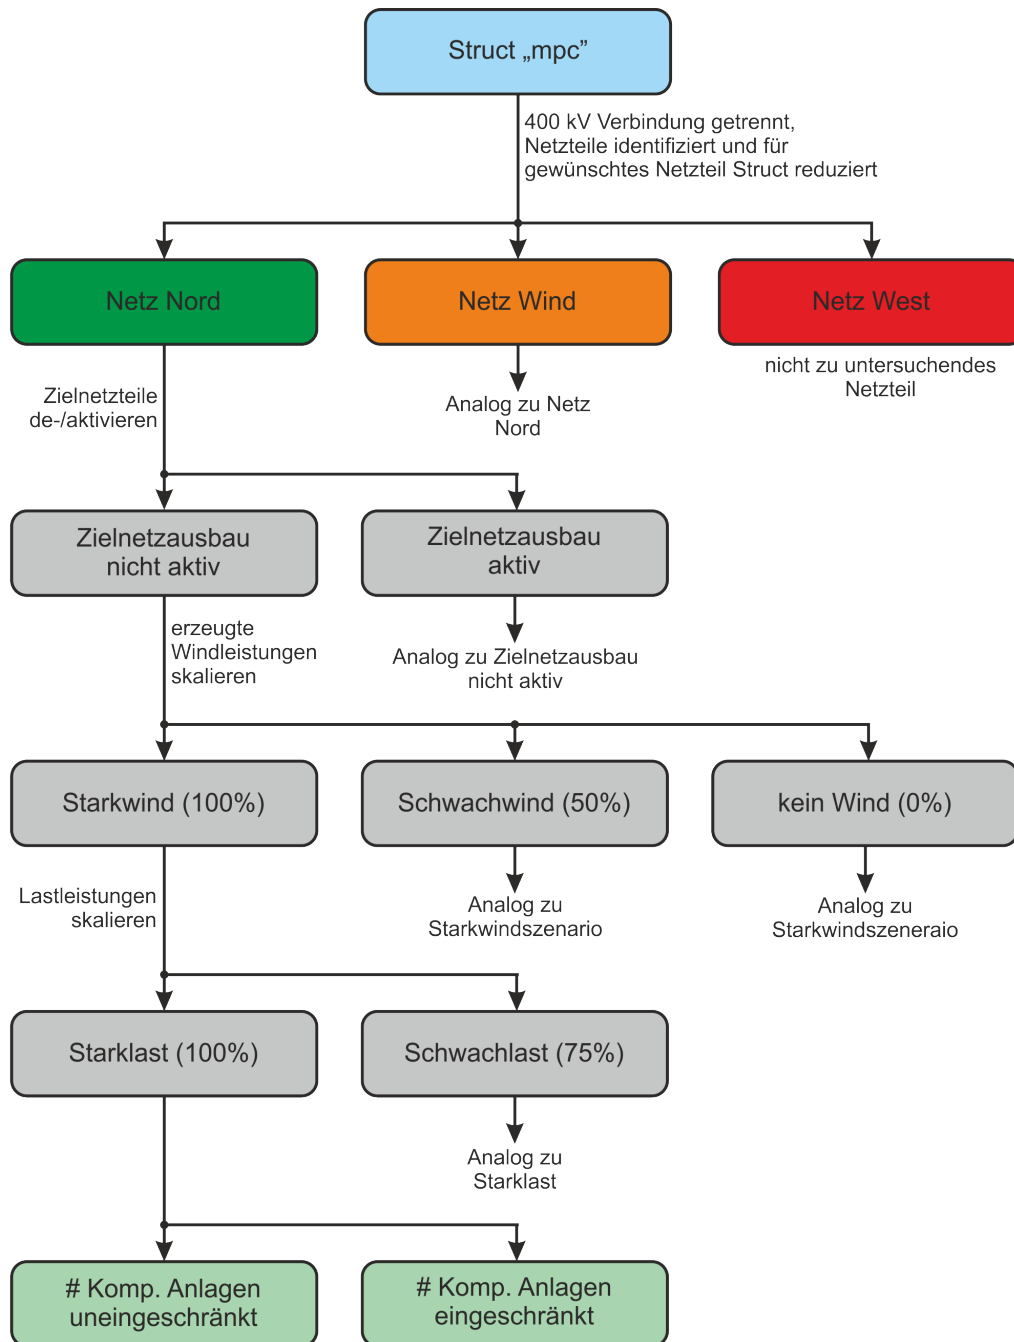 Struct „mpc”
400 kV Verbindung getrennt,
Netzteile identifiziert und für
gewünschtes Netzteil Struct reduziert
Netz Nord
Netz Wind
Netz West
Zielnetzteile
de-/aktivieren
Analog zu Netz
Nord
nicht zu untersuchendes
Netzteil
Zielnetzausbau
nicht aktiv
Zielnetzausbau
aktiv
erzeugte
Windleistungen
skalieren
Analog zu Zielnetzausbau
nicht aktiv
Starkwind (100%)
Schwachwind (50%)
kein Wind (0%)
Lastleistungen
skalieren
Analog zu
Starkwindszenario
Analog zu
Starkwindszeneraio
Starklast (100%)
Schwachlast (75%)
Analog zu
Starklast
# Komp. Anlagen
uneingeschränkt
# Komp. Anlagen
eingeschränkt